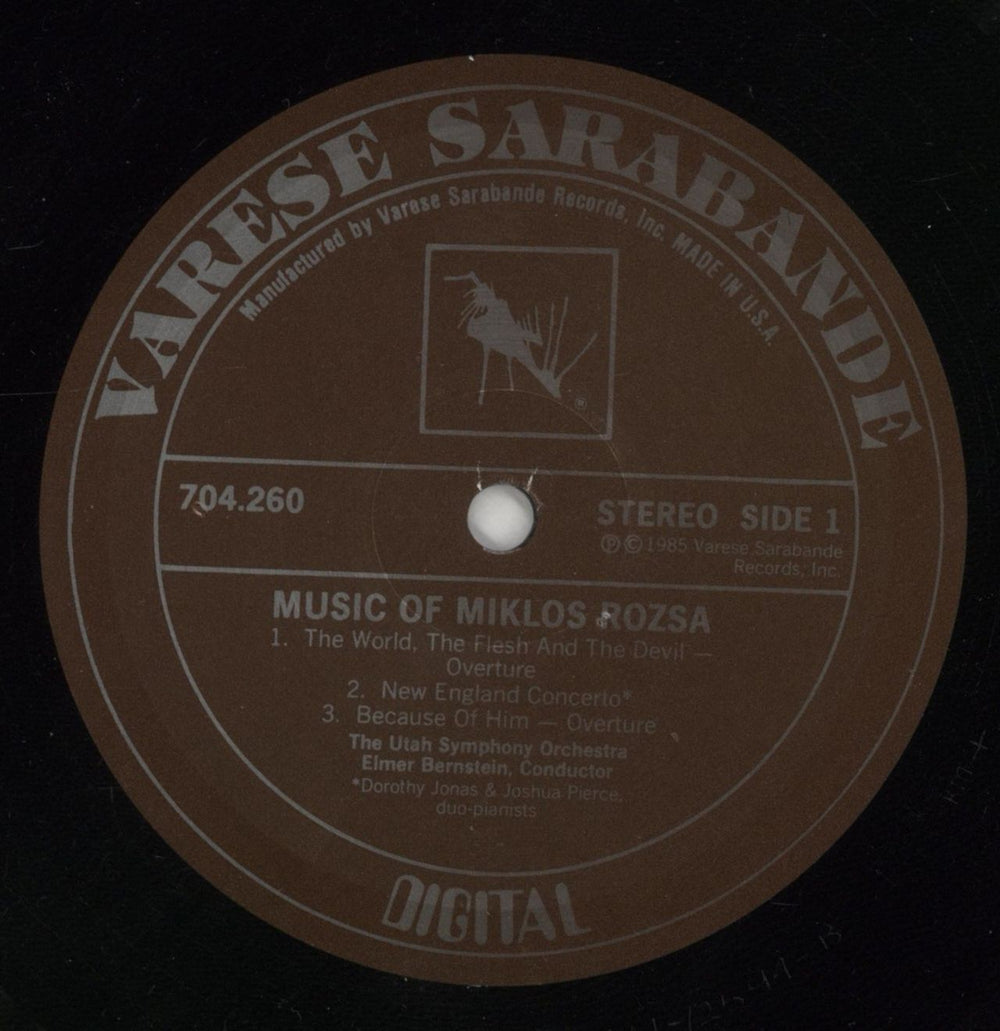 VARESE SARABANDE
Manufactured by Varese Sarabande Records, Inc. MADE IN U.S.A.
®
704.260
STEREO SIDE 1
℗©1985 Varese Sarabande
Records, Inc.
MUSIC OF MIKLOS ROZSA
1. The World, The Flesh And The Devil —
Overture
2. New England Concerto*
3. Because Of Him — Overture
The Utah Symphony Orchestra
Elmer Bernstein, Conductor
*Dorothy Jonas & Joshua Pierce,
duo-pianists
DIGITAL